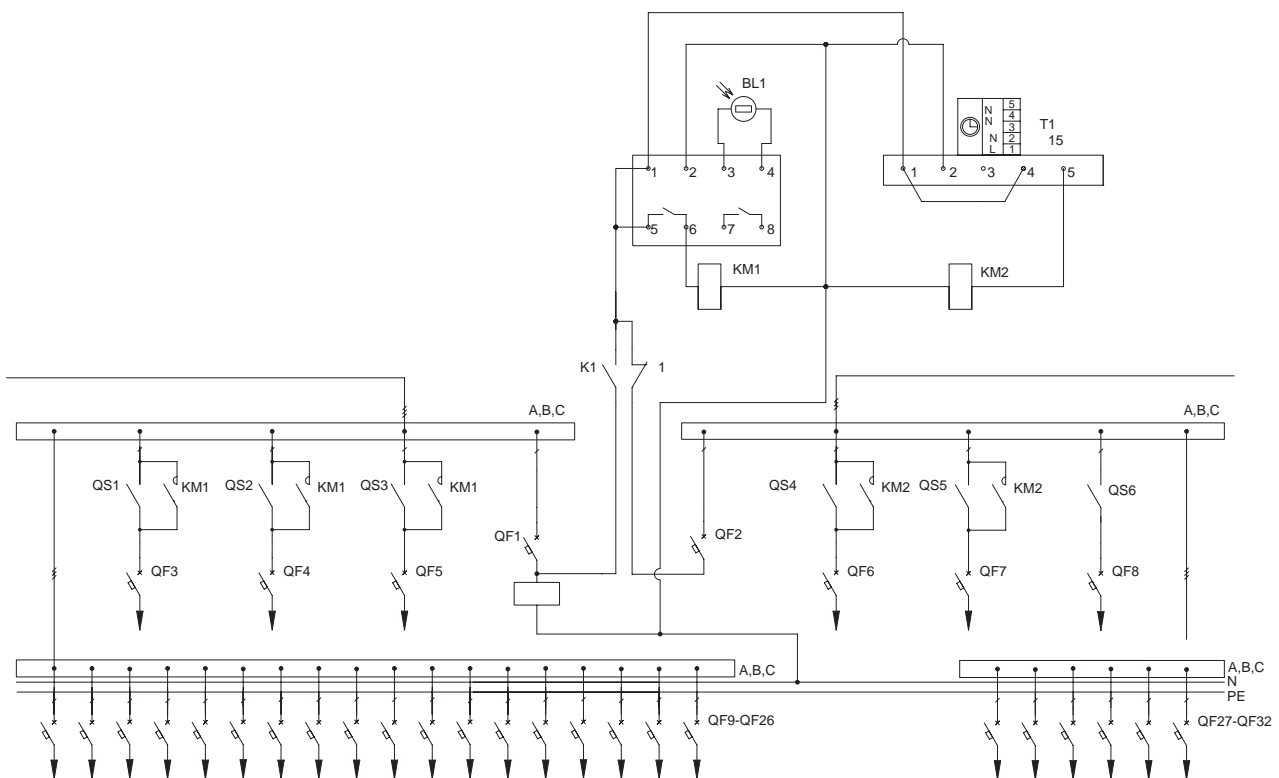 BL1
N 5
N 4
3
N 2
L 1
T1
15
1 2 3 4
1 2 3 4 5
5 6 7 8
KM1
KM2
K1
1
A,B,C
A,B,C
QS1
KM1
QS2
KM1
QS3
KM1
QS4
KM2
QS5
KM2
QS6
QF1
QF2
QF3
QF4
QF5
QF6
QF7
QF8
A,B,C
A,B,C
N
PE
QF9-QF26
QF27-QF32